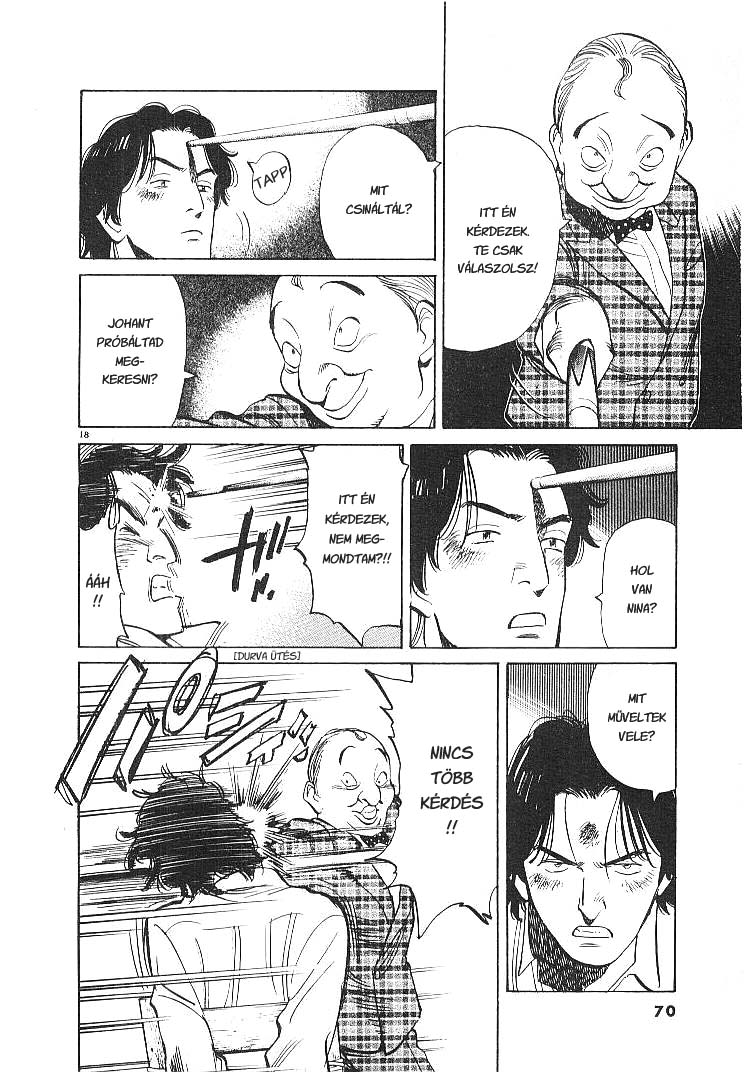 ITT ÉN
KÉRDEZEK.
TE CSAK
VÁLASZOLSZ!
MIT
CSINÁLTÁL?
TAPP
JOHANT
PRÓBÁLTAD
MEG-
KERESNI?
18
HOL
VAN
NINA?
ITT ÉN
KÉRDEZEK,
NEM MEG-
MONDTAM?!!
ÁÁH
!!
MIT
MŰVELTEK
VELE?
[DURVA ÜTÉS]
NINCS
TÖBB
KÉRDÉS
!!
70